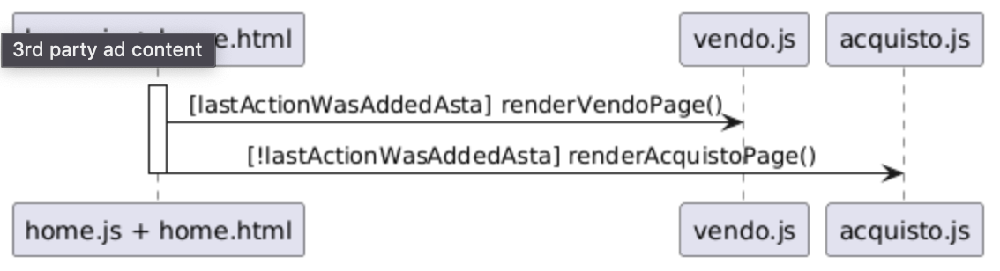 e.html
3rd party ad content
vendo.js
acquisto.js
[lastActionWasAddedAsta] renderVendoPage()
[!lastActionWasAddedAsta] renderAcquistoPage()
home.js + home.html
vendo.js
acquisto.js